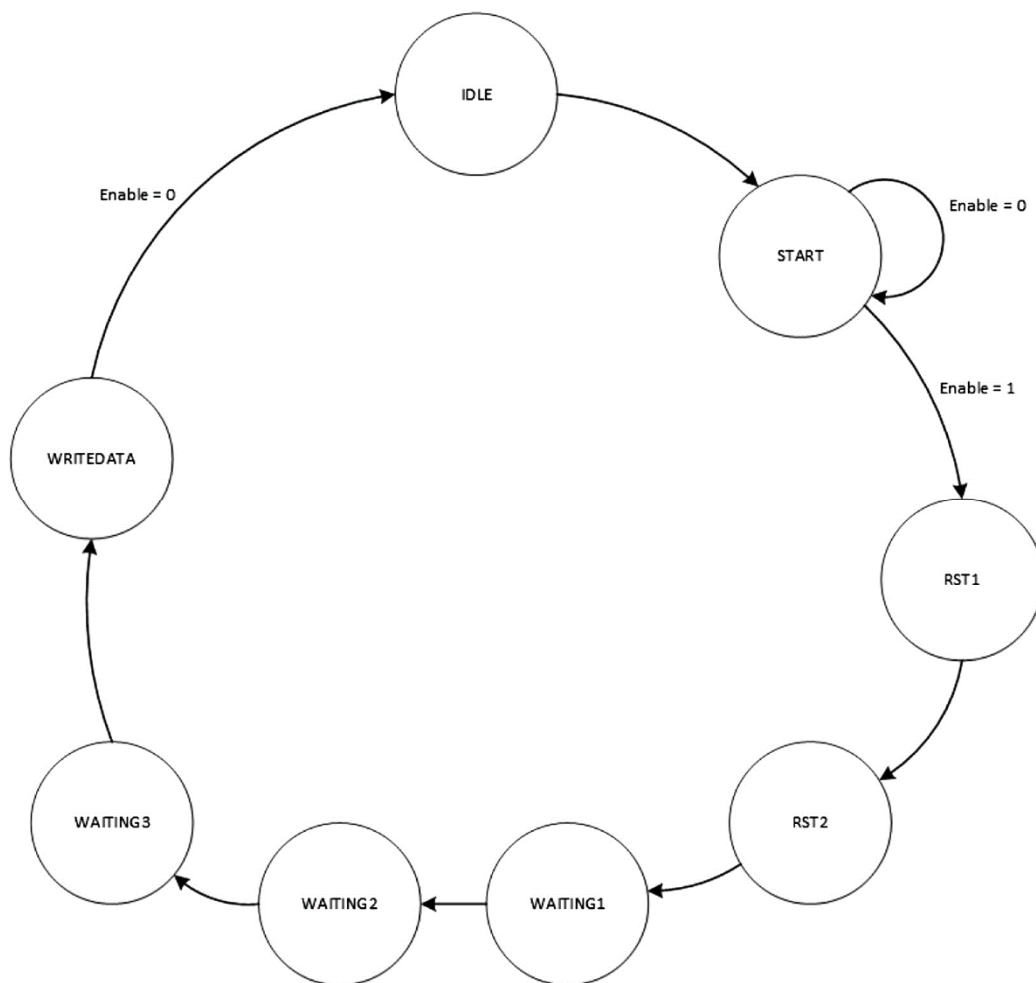 IDLE
Enable = 0
START
Enable = 0
Enable = 1
WRITEDATA
RST1
WAITING3
RST2
WAITING2
WAITING1